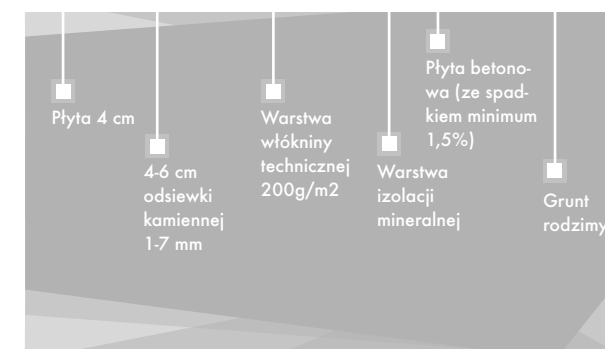 Płyta 4 cm
4-6 cm
odsiewki
kamiennej
1-7 mm
Warstwa
włókniny
technicznej
200g/m2
Warstwa
izolacji
mineralnej
Płyta betono-
wa (ze spad-
kiem minimum
1,5%)
Grunt
rodzimy